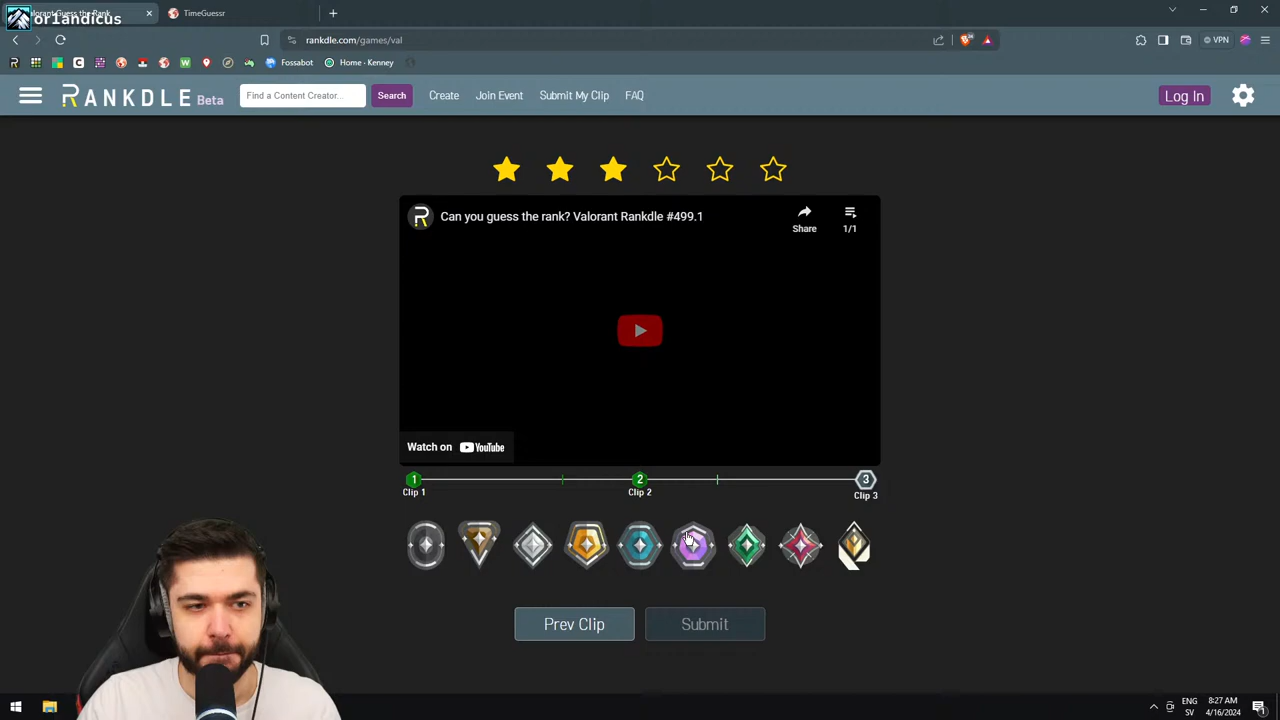 or1andicus
TimeGuessr
rankdle.com/games/val
VPN
Fossabot
Home · Kenney
RANKDLE Beta
Find a Content Creator...
Search
Create
Join Event
Submit My Clip
FAQ
Log In
Can you guess the rank? Valorant Rankdle #499.1
Share
1/1
Watch on YouTube
1
2
3
Clip 1
Clip 2
Clip 3
Prev Clip
Submit
ENG
SV
8:27 AM
4/16/2024